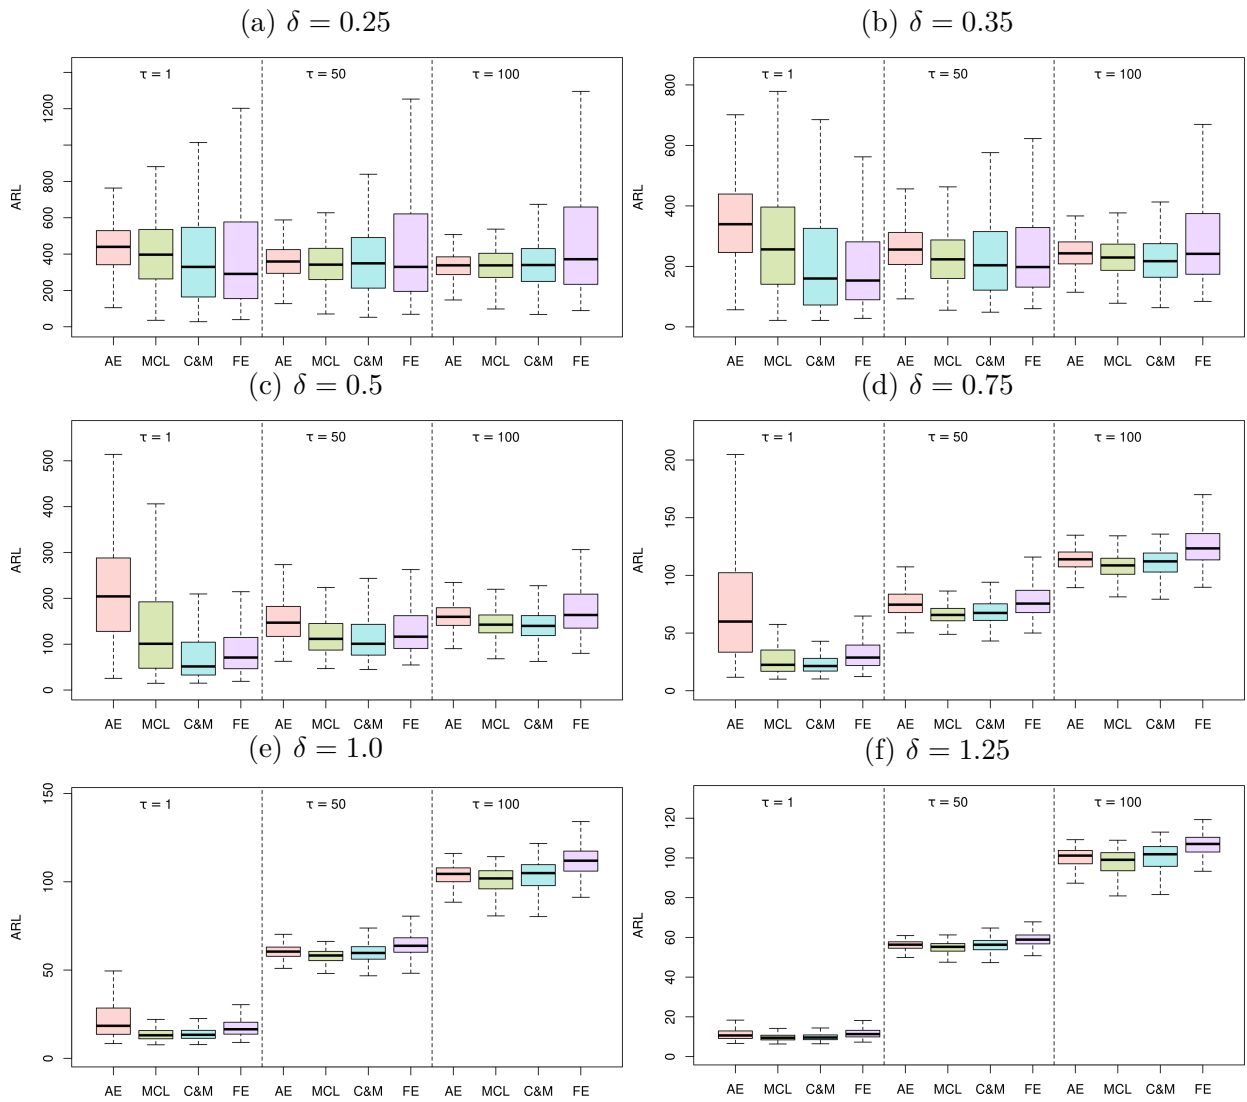 (a) δ = 0.25
(b) δ = 0.35
τ = 1 τ = 50 τ = 100
ARL
0 200 400 600 800 1200
AE MCL C&M FE AE MCL C&M FE AE MCL C&M FE
τ = 1 τ = 50 τ = 100
ARL
0 200 400 600 800
AE MCL C&M FE AE MCL C&M FE AE MCL C&M FE
(c) δ = 0.5
(d) δ = 0.75
τ = 1 τ = 50 τ = 100
ARL
0 100 200 300 400 500
AE MCL C&M FE AE MCL C&M FE AE MCL C&M FE
τ = 1 τ = 50 τ = 100
ARL
0 50 100 150 200
AE MCL C&M FE AE MCL C&M FE AE MCL C&M FE
(e) δ = 1.0
(f) δ = 1.25
τ = 1 τ = 50 τ = 100
ARL
0 50 100 150
AE MCL C&M FE AE MCL C&M FE AE MCL C&M FE
τ = 1 τ = 50 τ = 100
ARL
0 20 40 60 80 100 120
AE MCL C&M FE AE MCL C&M FE AE MCL C&M FE